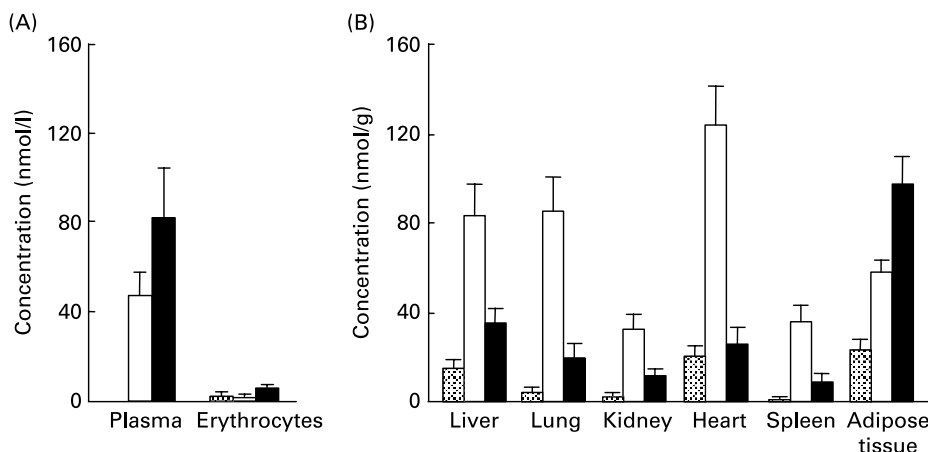 (A)
160
120
80
40
0
Concentration (nmol/l)
Plasma Erythrocytes
(B)
160
120
80
40
0
Concentration (nmol/g)
Liver Lung Kidney Heart Spleen Adipose
tissue